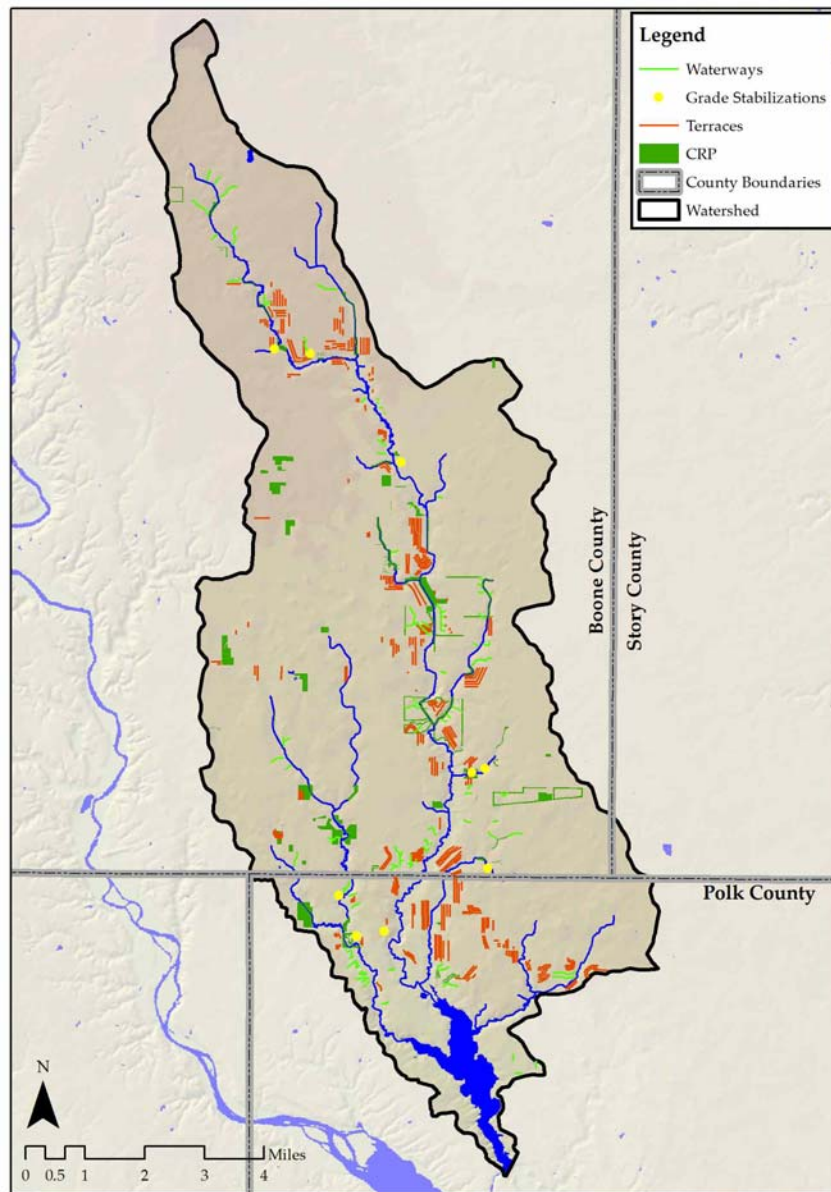 Legend
Waterways
Grade Stabilizations
Terraces
CRP
County Boundaries
Watershed
Boone County
Story County
Polk County
N
Miles
0 0.5 1 2 3 4